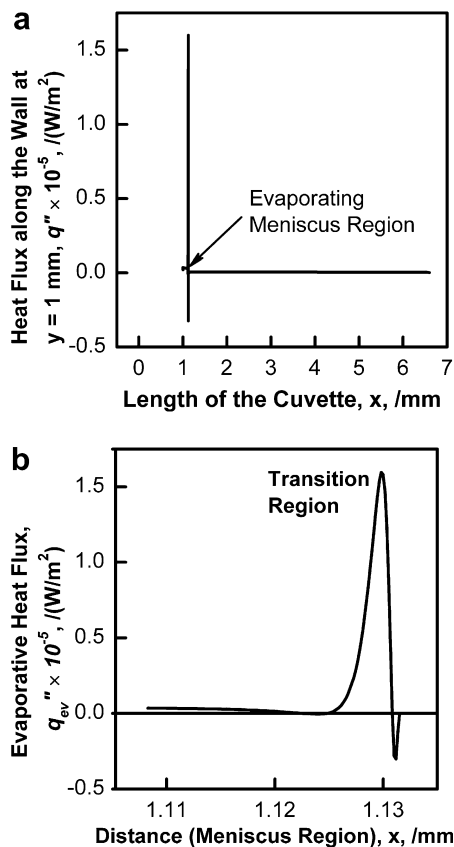 a
Heat Flux along the Wall at
y = 1 mm, q" × 10⁻⁵, /(W/m²)
1.5
1.0
0.5
0.0
-0.5
Evaporating
Meniscus Region
0 1 2 3 4 5 6 7
Length of the Cuvette, x, /mm
b
Evaporative Heat Flux,
qₑᵥ" × 10⁻⁵, /(W/m²)
1.5
1.0
0.5
0.0
-0.5
Transition
Region
1.11 1.12 1.13
Distance (Meniscus Region), x, /mm